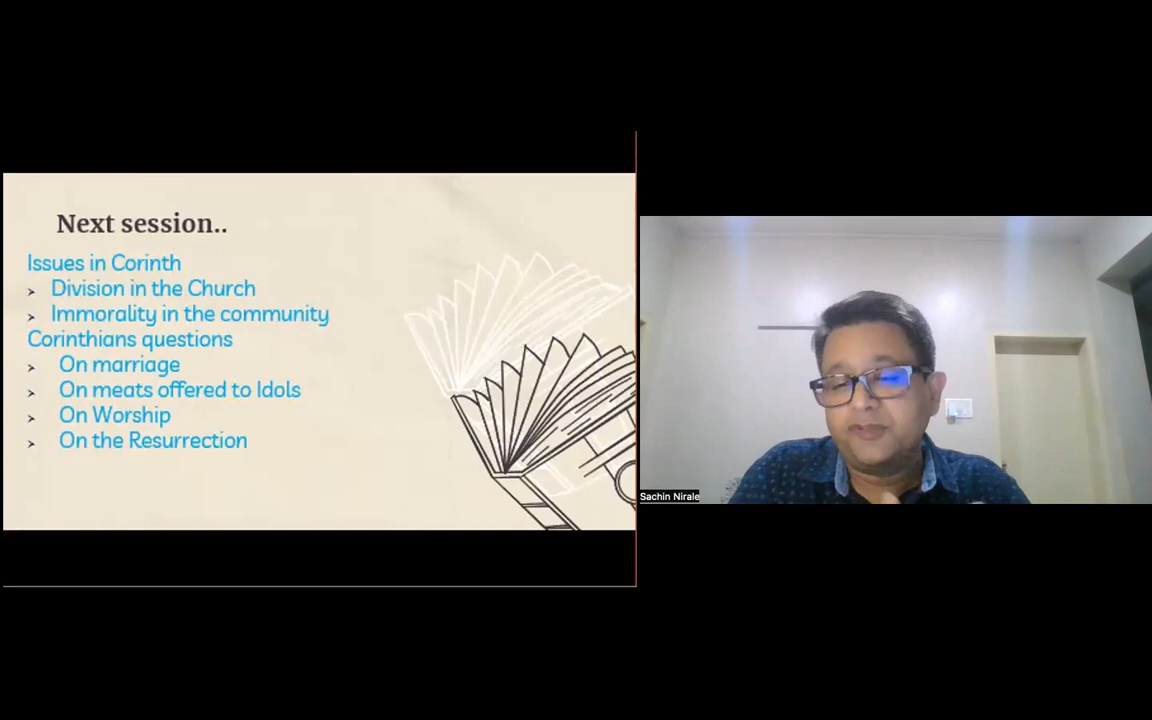 Next session..
Issues in Corinth
➢ Division in the Church
➢ Immorality in the community
Corinthians questions
➢ On marriage
➢ On meats offered to Idols
➢ On Worship
➢ On the Resurrection
Sachin Nirale